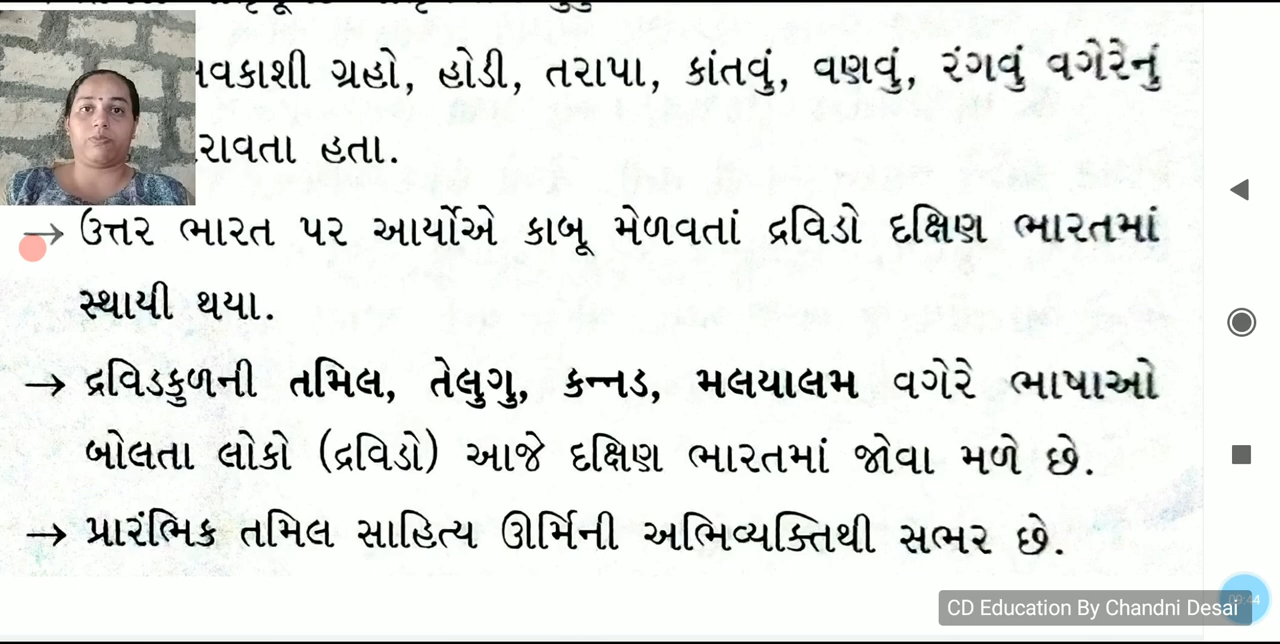 અવકાશી ગ્રહો, હોડી, તરાપા, કાંતવું, વણવું, રંગવું વગેરેનું
હતા.
→ ઉત્તર ભારત પર આર્યોએ કાબૂ મેળવતાં દ્રવિડો દક્ષિણ ભારતમાં
સ્થાયી થયા.
→ દ્રવિડકુળની તમિલ, તેલુગુ, કન્નડ, મલયાલમ વગેરે ભાષાઓ
બોલતા લોકો (દ્રવિડો) આજે દક્ષિણ ભારતમાં જોવા મળે છે.
→ પ્રારંભિક તમિલ સાહિત્ય ઊર્મિની અભિવ્યક્તિથી સભર છે.
CD Education By Chandni Desai